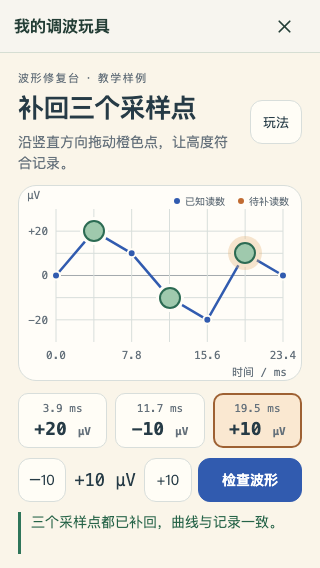 我的调波玩具
波形修复台 · 教学样例
补回三个采样点
沿竖直方向拖动橙色点，让高度符
合记录。
玩法
μV
已知读数 待补读数
+20
0
−20
0.0 7.8 15.6 23.4
时间 / ms
3.9 ms
+20 μV
11.7 ms
−10 μV
19.5 ms
+10 μV
−10 +10 μV +10 检查波形
三个采样点都已补回，曲线与记录一致。